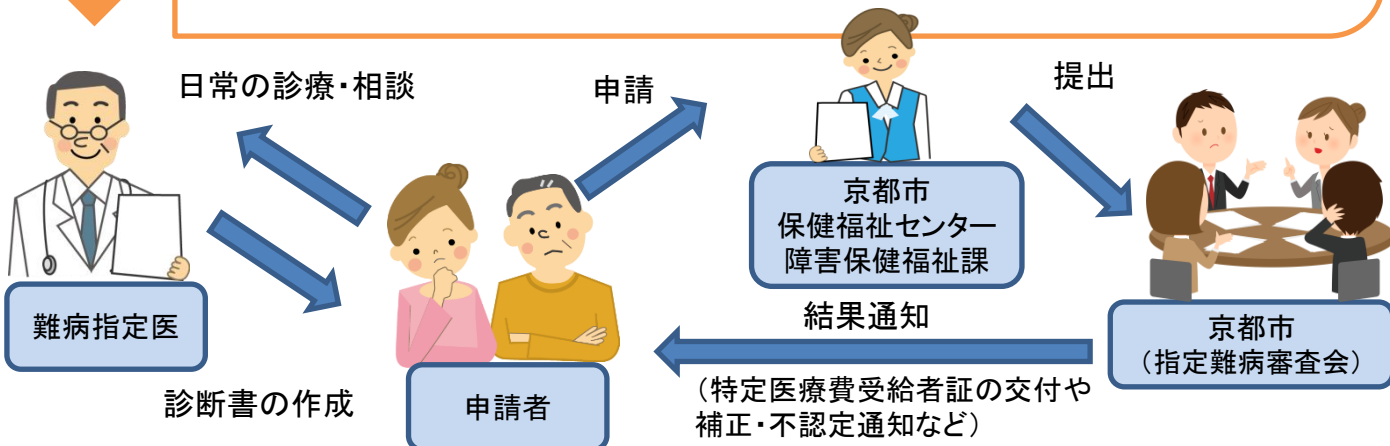 日常の診療・相談
申請
提出
京都市
保健福祉センター
障害保健福祉課
難病指定医
結果通知
京都市
（指定難病審査会）
診断書の作成
申請者
（特定医療費受給者証の交付や
補正・不認定通知など）